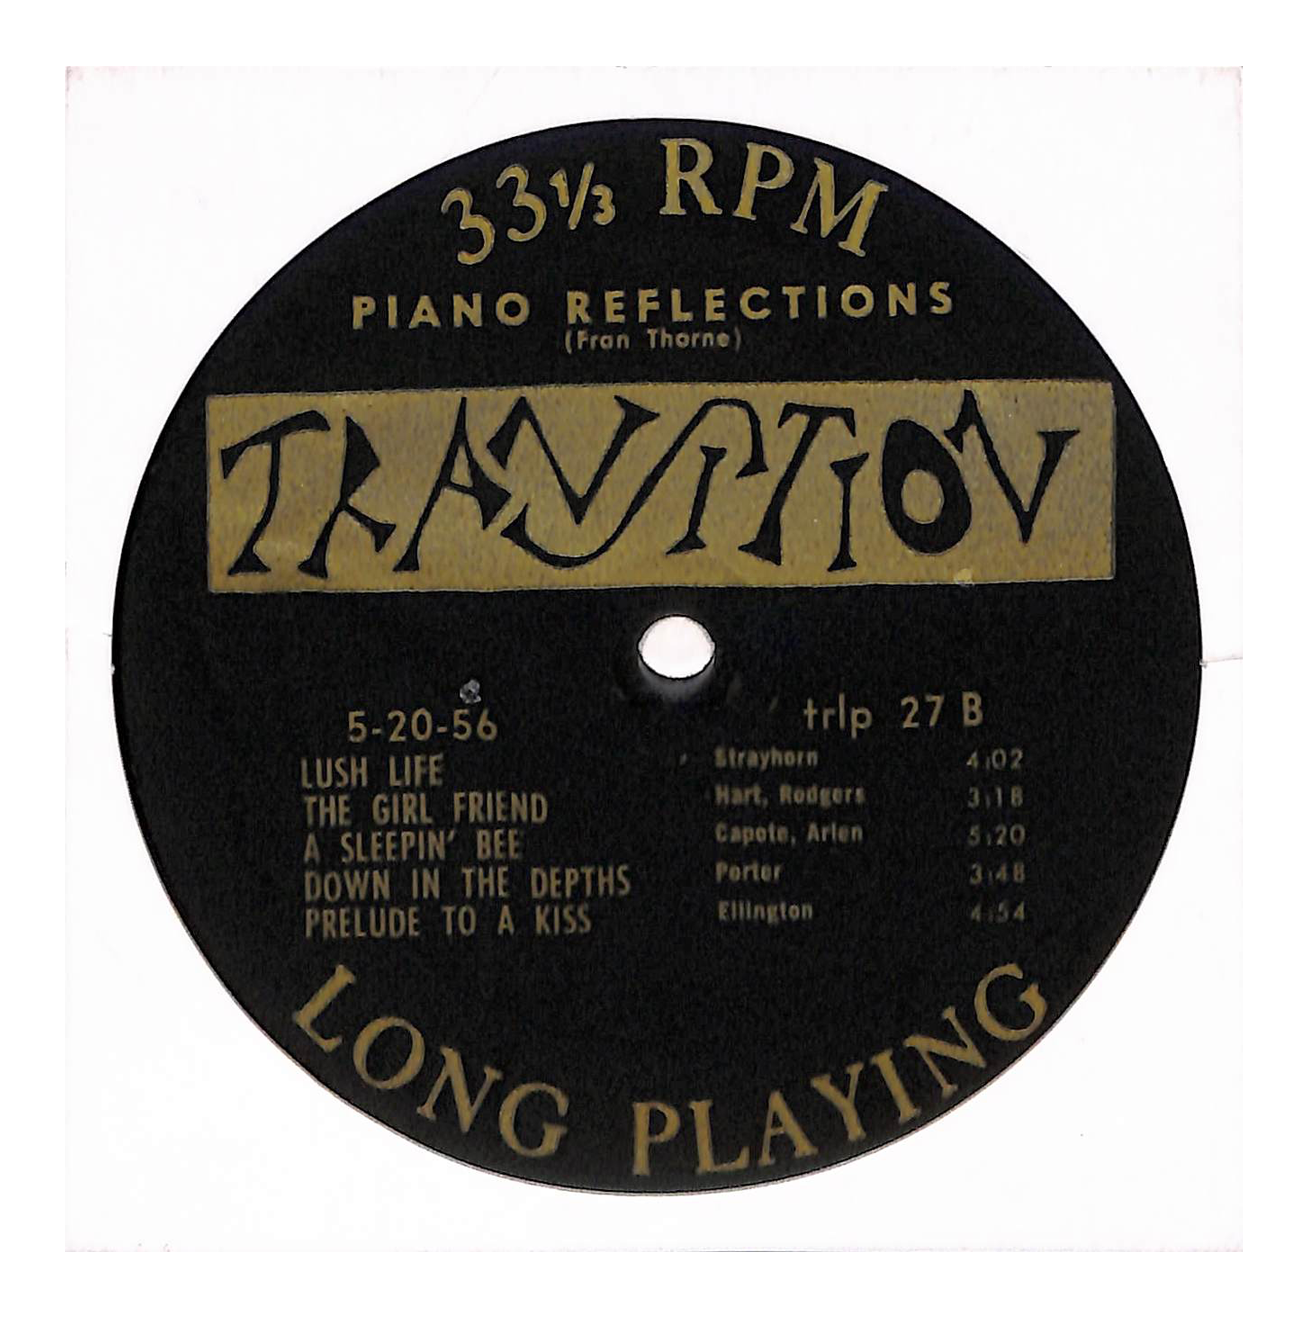 33⅓ RPM
PIANO REFLECTIONS
(Fran Thorne)
TRANSITION
5-20-56 trlp 27 B
LUSH LIFE Strayhorn 4:02
THE GIRL FRIEND Hart, Rodgers 3:18
A SLEEPIN' BEE Capote, Arlen 5:20
DOWN IN THE DEPTHS Porter 3:48
PRELUDE TO A KISS Ellington 4:54
LONG PLAYING